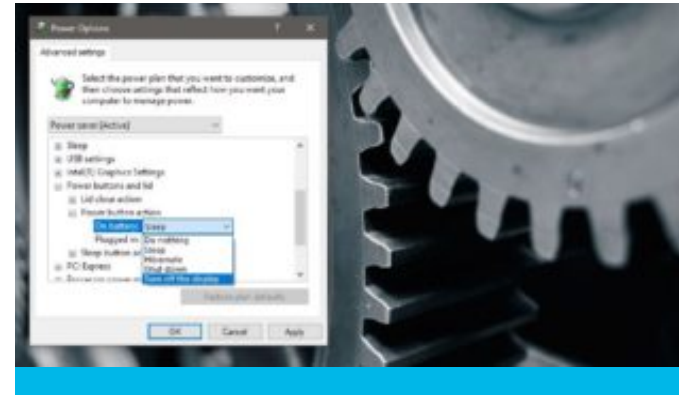 Power Options
Advanced settings
Select the power plan that you want to customize, and
then choose settings that reflect how you want your
computer to manage power.
Power saver [Active]
Sleep
USB settings
Intel(R) Graphics Settings
Power buttons and lid
Lid close action
Power button action
On battery: Sleep
Plugged in: Do nothing
Sleep
Sleep button
Hibernate
Shut down
PCI Express
Turn off the display
Restore plan defaults
OK
Cancel
Apply